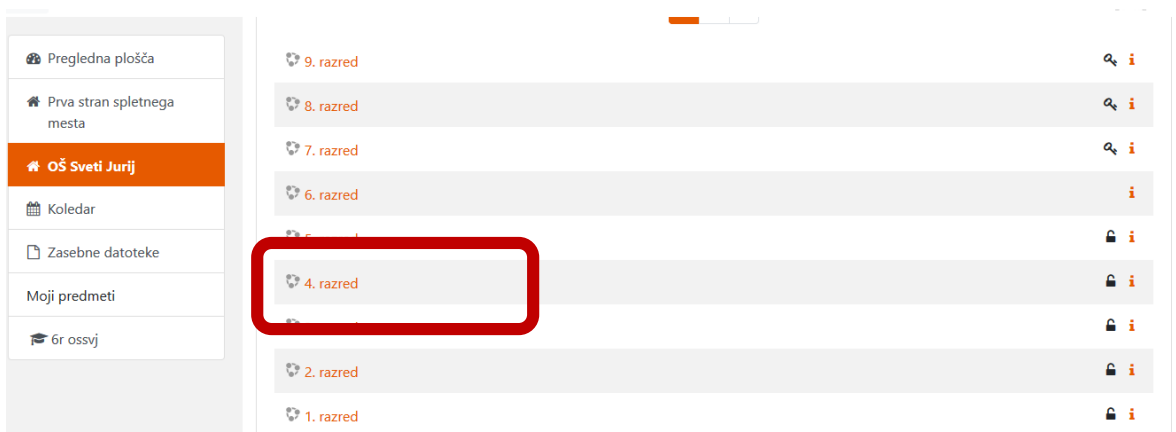 Pregledna plošča
Prva stran spletnega
mesta
OŠ Sveti Jurij
Koledar
Zasebne datoteke
Moji predmeti
6r ossvj
9. razred
8. razred
7. razred
6. razred
4. razred
2. razred
1. razred